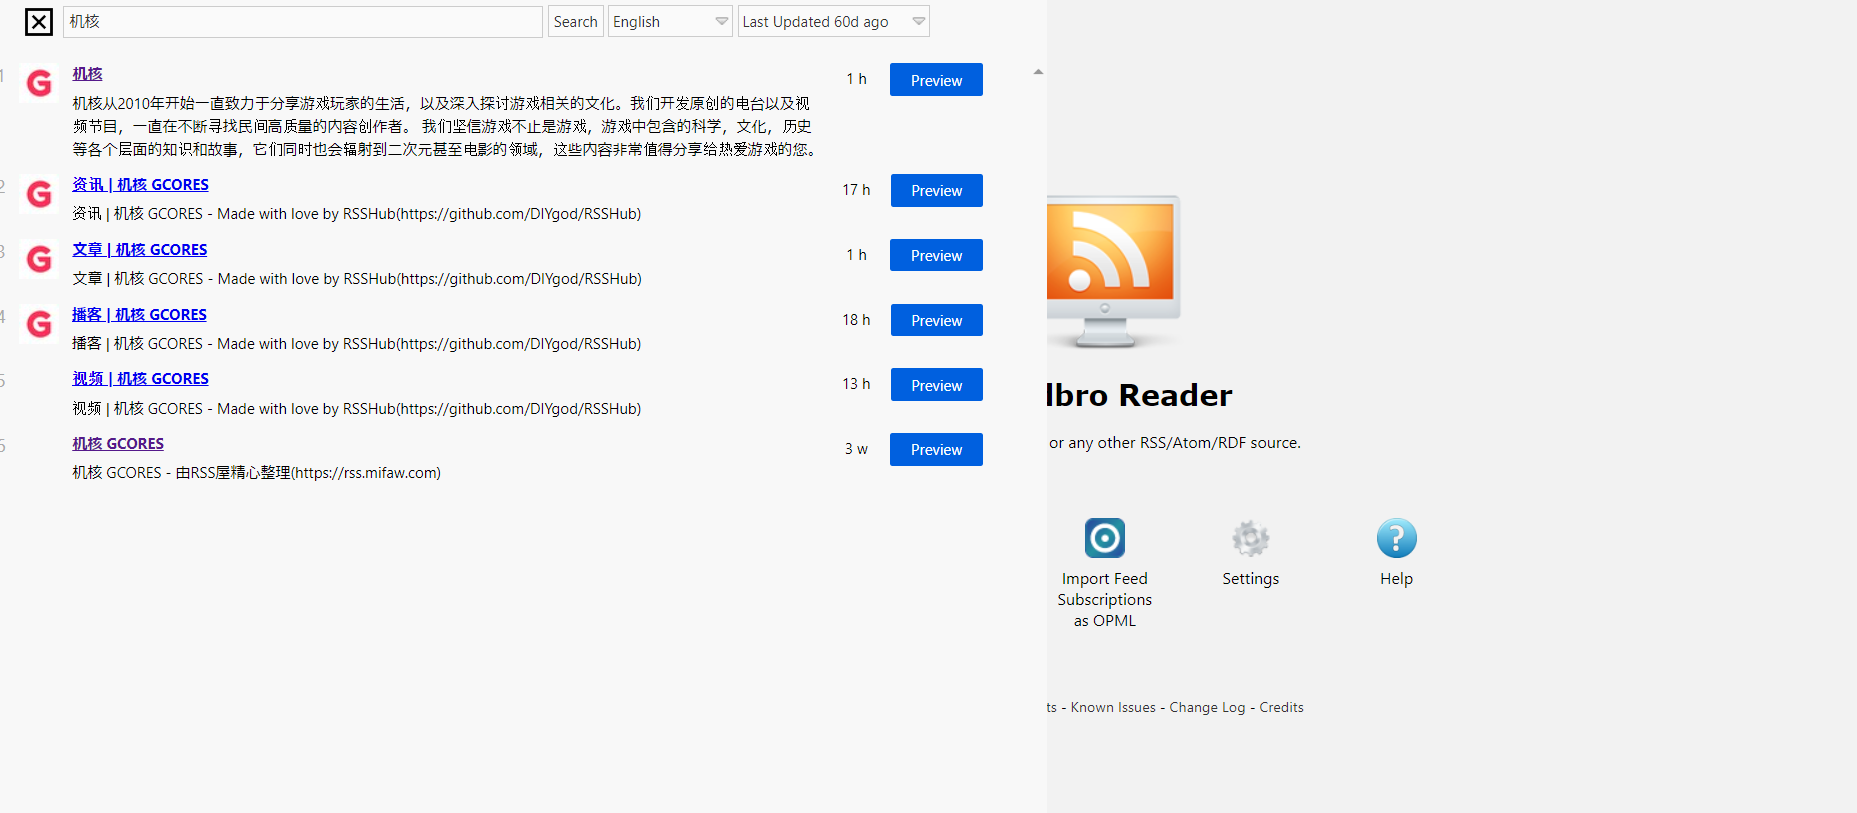 机核
Search
English
Last Updated 60d ago
1
机核
1 h
Preview
机核从2010年开始一直致力于分享游戏玩家的生活，以及深入探讨游戏相关的文化。我们开发原创的电台以及视
频节目，一直在不断寻找民间高质量的内容创作者。 我们坚信游戏不止是游戏，游戏中包含的科学，文化，历史
等各个层面的知识和故事，它们同时也会辐射到二次元甚至电影的领域，这些内容非常值得分享给热爱游戏的您。
2
资讯 | 机核 GCORES
17 h
Preview
资讯 | 机核 GCORES - Made with love by RSSHub(https://github.com/DIYgod/RSSHub)
3
文章 | 机核 GCORES
1 h
Preview
文章 | 机核 GCORES - Made with love by RSSHub(https://github.com/DIYgod/RSSHub)
4
播客 | 机核 GCORES
18 h
Preview
播客 | 机核 GCORES - Made with love by RSSHub(https://github.com/DIYgod/RSSHub)
5
视频 | 机核 GCORES
13 h
Preview
视频 | 机核 GCORES - Made with love by RSSHub(https://github.com/DIYgod/RSSHub)
6
机核 GCORES
3 w
Preview
机核 GCORES - 由RSS屋精心整理(https://rss.mifaw.com)
lbro Reader
or any other RSS/Atom/RDF source.
Import Feed
Subscriptions
as OPML
Settings
Help
ts - Known Issues - Change Log - Credits